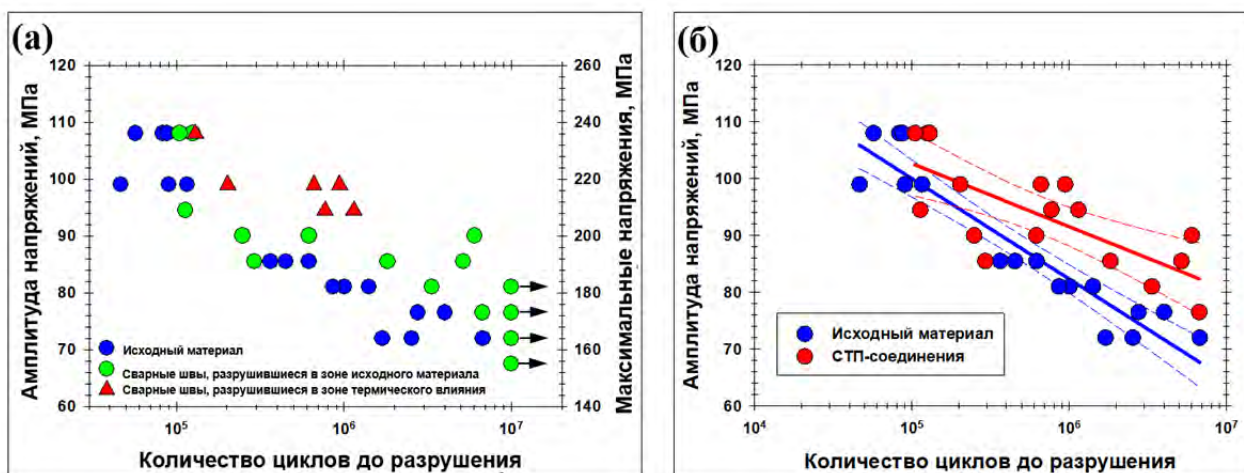 (а)
Амплитуда напряжений, МПа
120
110
100
90
80
70
60
260
240
220
200
180
160
140
Максимальные напряжения, МПа
Исходный материал
Сварные швы, разрушившиеся в зоне исходного материала
Сварные швы, разрушившиеся в зоне термического влияния
10⁵ 10⁶ 10⁷
Количество циклов до разрушения
(б)
Амплитуда напряжений, МПа
120
110
100
90
80
70
60
Исходный материал
СТП-соединения
10⁴ 10⁵ 10⁶ 10⁷
Количество циклов до разрушения